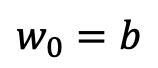 w₀ = b